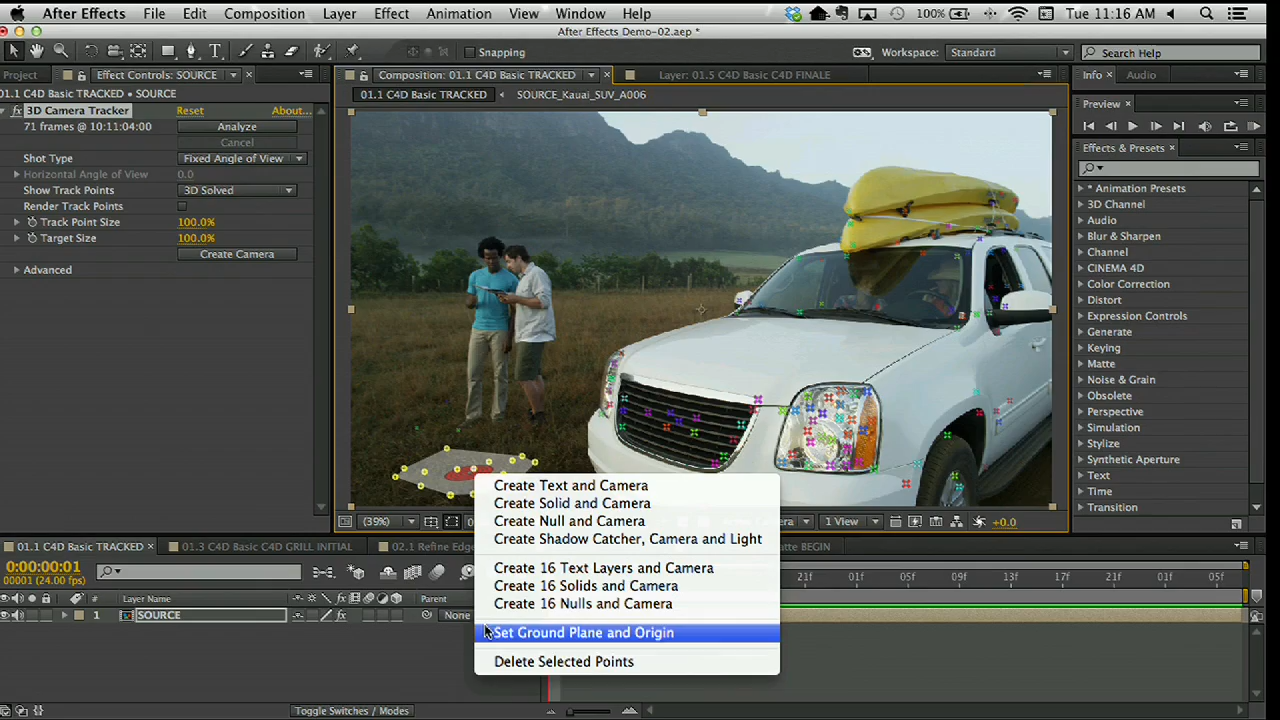 After Effects File Edit Composition Layer Effect Animation View Window Help 100% Tue 11:16 AM
After Effects Demo-02.aep *
Snapping Workspace: Standard Search Help
Project Effect Controls: SOURCE Composition: 01.1 C4D Basic TRACKED Layer: 01.5 C4D Basic FINALE Info Audio
01.1 C4D Basic TRACKED • SOURCE 01.1 C4D Basic TRACKED SOURCE_Kauai_SUV_A006
fx 3D Camera Tracker Reset About...
71 frames @ 10:11:04:00 Analyze
Cancel
Shot Type Fixed Angle of View
Horizontal Angle of View 0.0
Show Track Points 3D Solved
Render Track Points
Track Point Size 100.0%
Target Size 100.0%
Create Camera
Advanced
Preview
Effects & Presets
* Animation Presets
3D Channel
Audio
Blur & Sharpen
Channel
CINEMA 4D
Color Correction
Distort
Expression Controls
Generate
Keying
Matte
Noise & Grain
Obsolete
Perspective
Simulation
Stylize
Synthetic Aperture
Text
Time
Transition
Create Text and Camera
Create Solid and Camera
Create Null and Camera
Create Shadow Catcher, Camera and Light
Create 16 Text Layers and Camera
Create 16 Solids and Camera
Create 16 Nulls and Camera
Set Ground Plane and Origin
Delete Selected Points
(39%) 1 View +0.0
01.1 C4D Basic TRACKED 01.3 C4D Basic C4D GRILL INITIAL 02.1 Refine Edge BEGIN
0:00:00:01
00001 (24.00 fps)
21f 01f 05f 09f 13f 17f 21f 01f 05f
# Layer Name Parent
1 SOURCE None
Toggle Switches / Modes